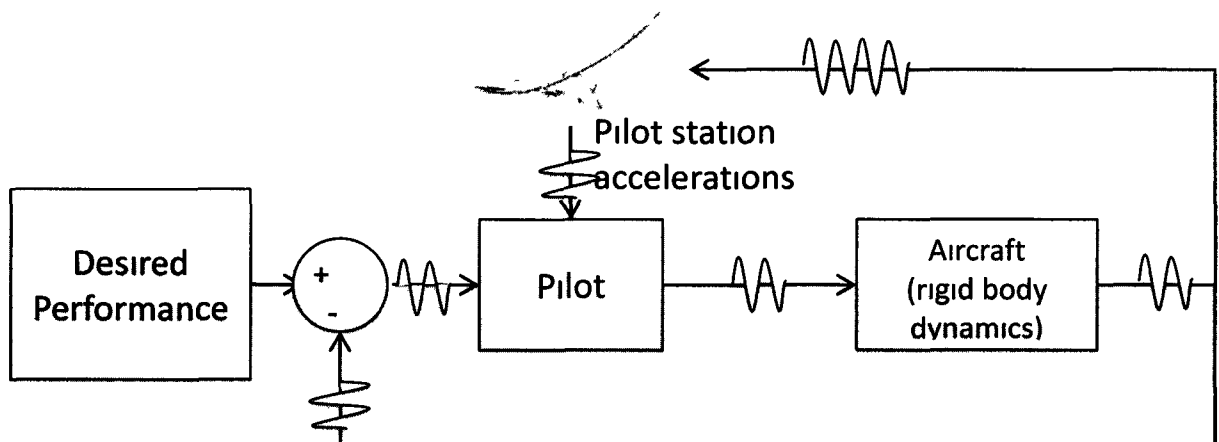 Pilot station
accelerations
Desired
Performance
+
-
Pilot
Aircraft
(rigid body
dynamics)